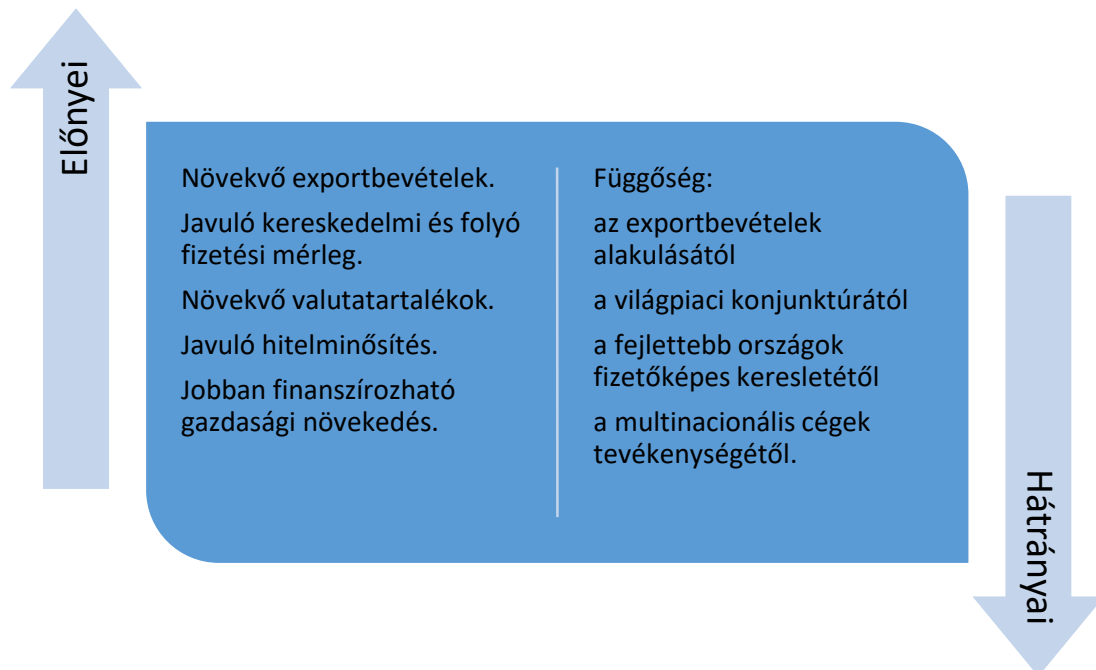 Előnyei
Növekvő exportbevételek.
Javuló kereskedelmi és folyó
fizetési mérleg.
Növekvő valutatartalékok.
Javuló hitelminősítés.
Jobban finanszírozható
gazdasági növekedés.
Függőség:
az exportbevételek
alakulásától
a világpiaci konjunktúrától
a fejlettebb országok
fizetőképes keresletétől
a multinacionális cégek
tevékenységétől.
Hátrányai